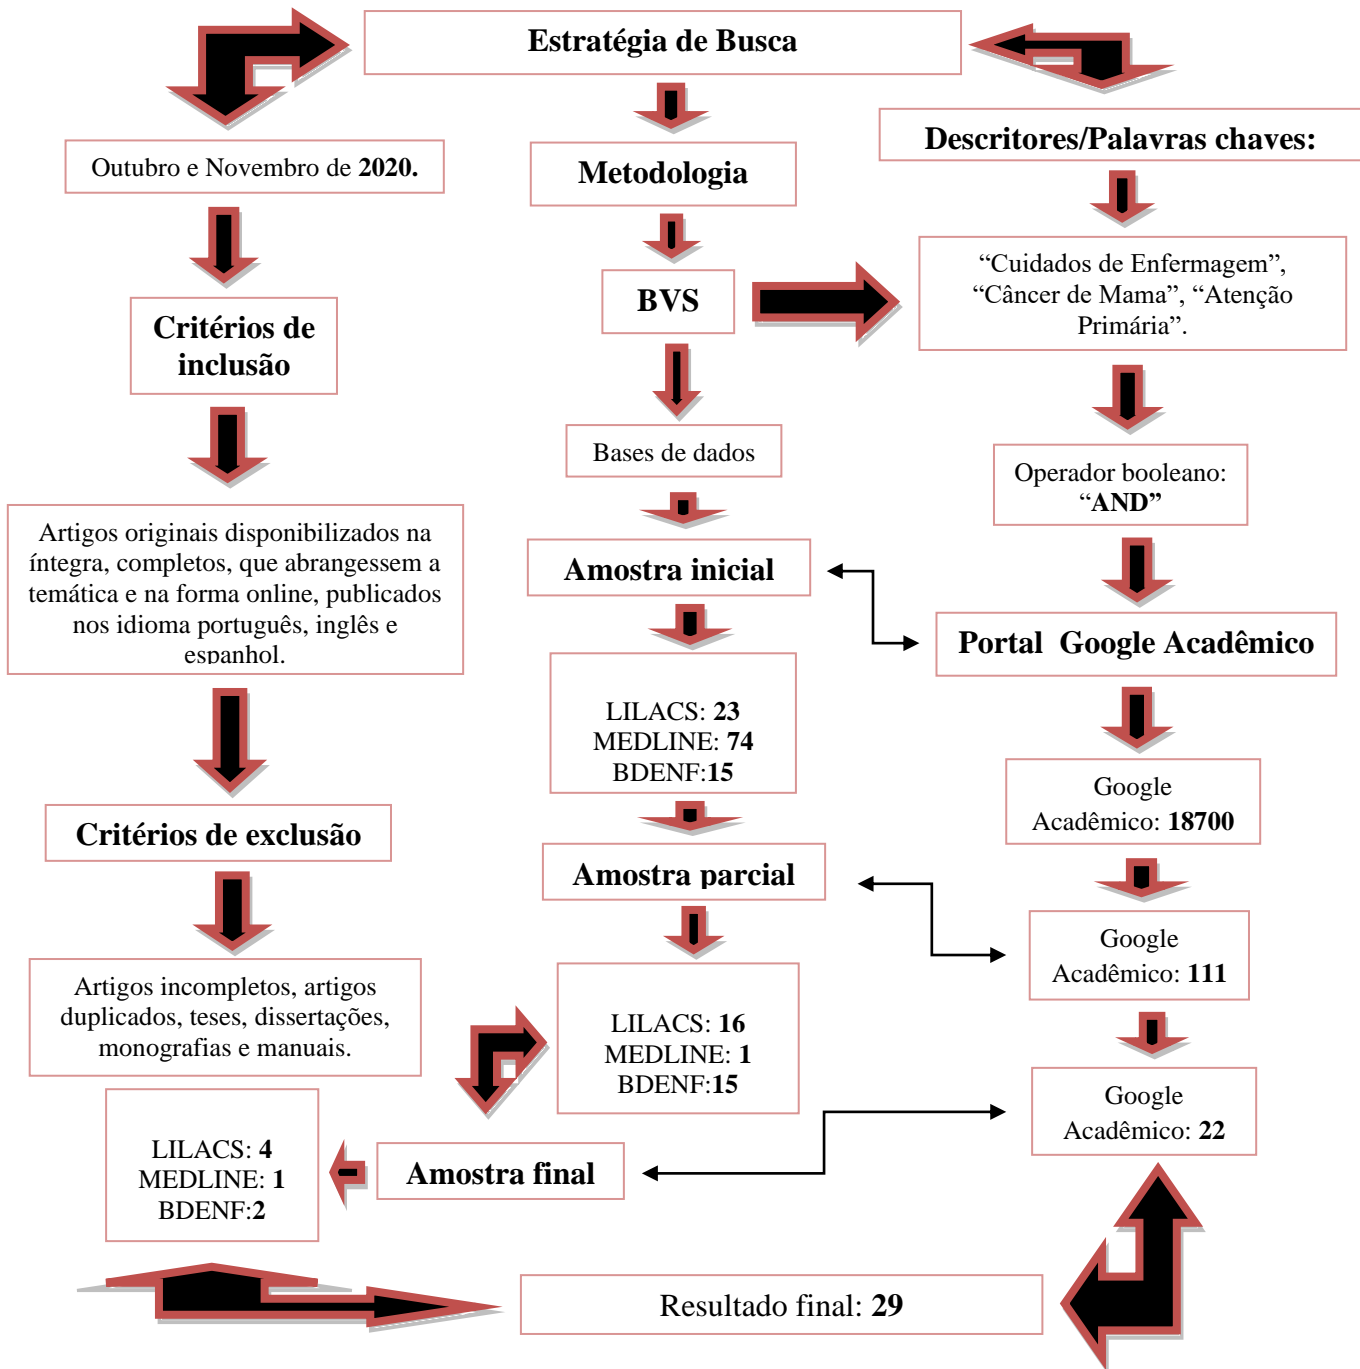 Estratégia de Busca
Outubro e Novembro de 2020.
Critérios de
inclusão
Artigos originais disponibilizados na
íntegra, completos, que abrangessem a
temática e na forma online, publicados
nos idioma português, inglês e
espanhol.
Critérios de exclusão
Artigos incompletos, artigos
duplicados, teses, dissertações,
monografias e manuais.
Metodologia
BVS
Bases de dados
Amostra inicial
LILACS: 23
MEDLINE: 74
BDENF:15
Amostra parcial
LILACS: 16
MEDLINE: 1
BDENF:15
Amostra final
LILACS: 4
MEDLINE: 1
BDENF:2
Descritores/Palavras chaves:
“Cuidados de Enfermagem”,
“Câncer de Mama”, “Atenção
Primária”.
Operador booleano:
“AND”
Portal Google Acadêmico
Google
Acadêmico: 18700
Google
Acadêmico: 111
Google
Acadêmico: 22
Resultado final: 29